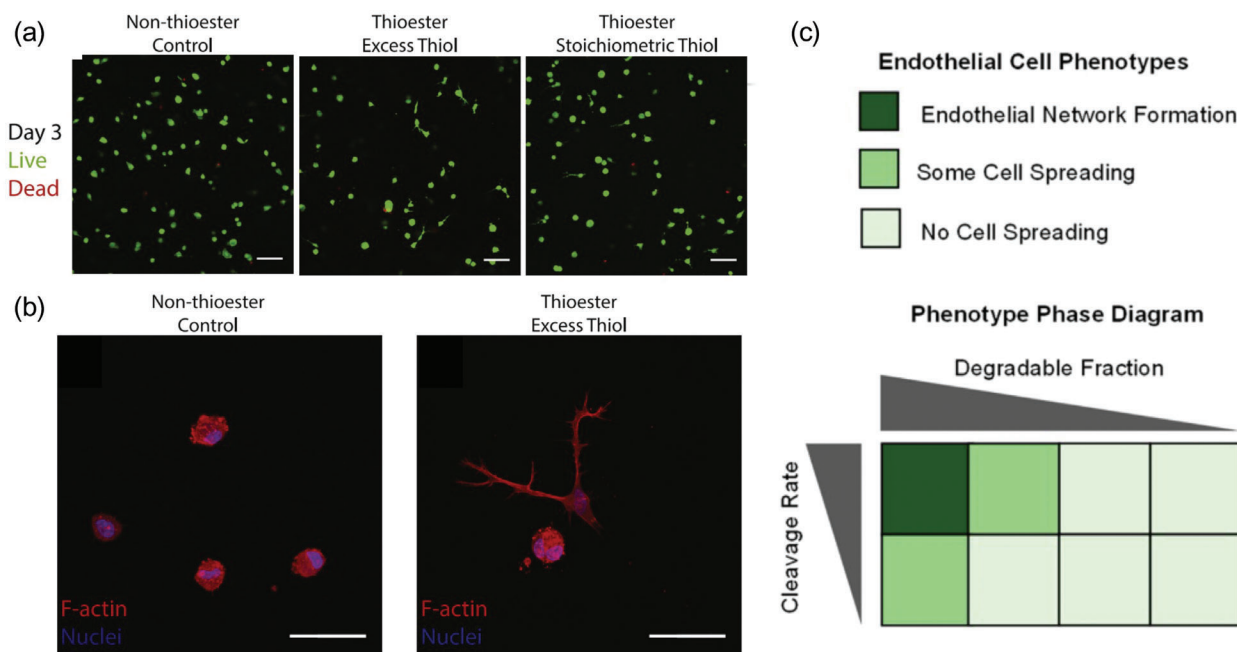 (a)
Non-thioester
Control
Thioester
Excess Thiol
Thioester
Stoichiometric Thiol
Day 3
Live
Dead
(b)
Non-thioester
Control
Thioester
Excess Thiol
F-actin
Nuclei
F-actin
Nuclei
(c)
Endothelial Cell Phenotypes
Endothelial Network Formation
Some Cell Spreading
No Cell Spreading
Phenotype Phase Diagram
Degradable Fraction
Cleavage Rate